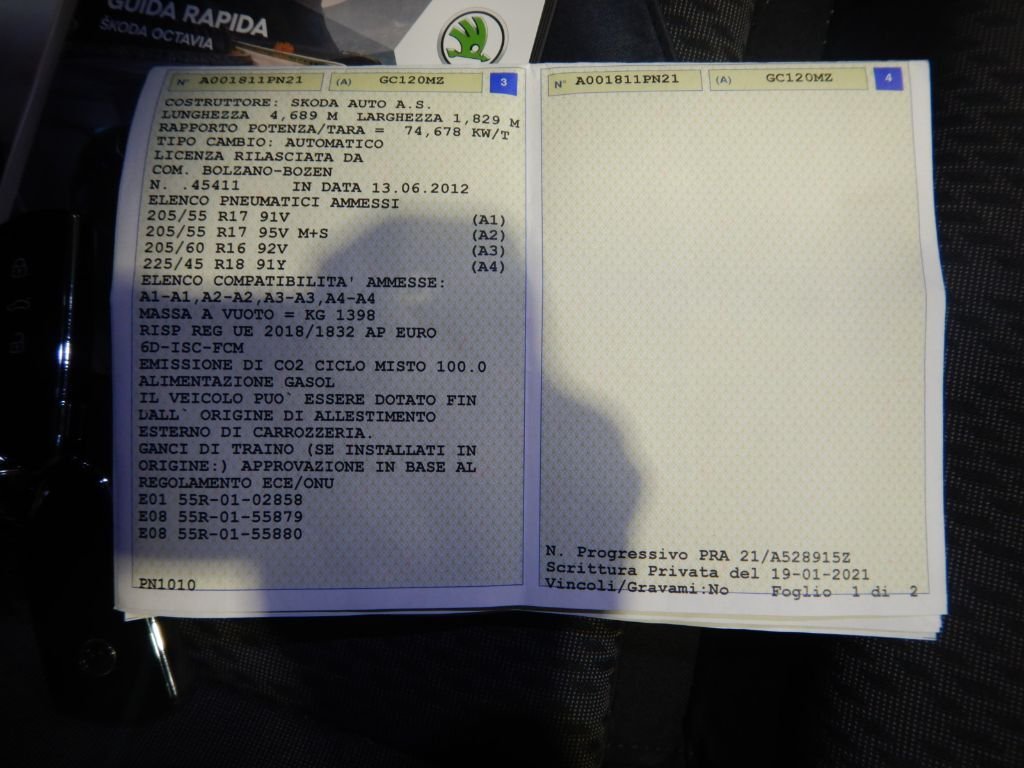 GUIDA RAPIDA
ŠKODA OCTAVIA
N° A001811PN21 (A) GC120MZ 3
COSTRUTTORE: SKODA AUTO A.S.
LUNGHEZZA 4,689 M LARGHEZZA 1,829 M
RAPPORTO POTENZA/TARA = 74,678 KW/T
TIPO CAMBIO: AUTOMATICO
LICENZA RILASCIATA DA
COM. BOLZANO-BOZEN
N. .45411 IN DATA 13.06.2012
ELENCO PNEUMATICI AMMESSI
205/55 R17 91V (A1)
205/55 R17 95V M+S (A2)
205/60 R16 92V (A3)
225/45 R18 91Y (A4)
ELENCO COMPATIBILITA' AMMESSE:
A1-A1,A2-A2,A3-A3,A4-A4
MASSA A VUOTO = KG 1398
RISP REG UE 2018/1832 AP EURO
6D-ISC-FCM
EMISSIONE DI CO2 CICLO MISTO 100.0
ALIMENTAZIONE GASOL
IL VEICOLO PUO` ESSERE DOTATO FIN
DALL` ORIGINE DI ALLESTIMENTO
ESTERNO DI CARROZZERIA.
GANCI DI TRAINO (SE INSTALLATI IN
ORIGINE:) APPROVAZIONE IN BASE AL
REGOLAMENTO ECE/ONU
E01 55R-01-02858
E08 55R-01-55879
E08 55R-01-55880
PN1010
N° A001811PN21 (A) GC120MZ 4
N. Progressivo PRA 21/A528915Z
Scrittura Privata del 19-01-2021
Vincoli/Gravami:No Foglio 1 di 2